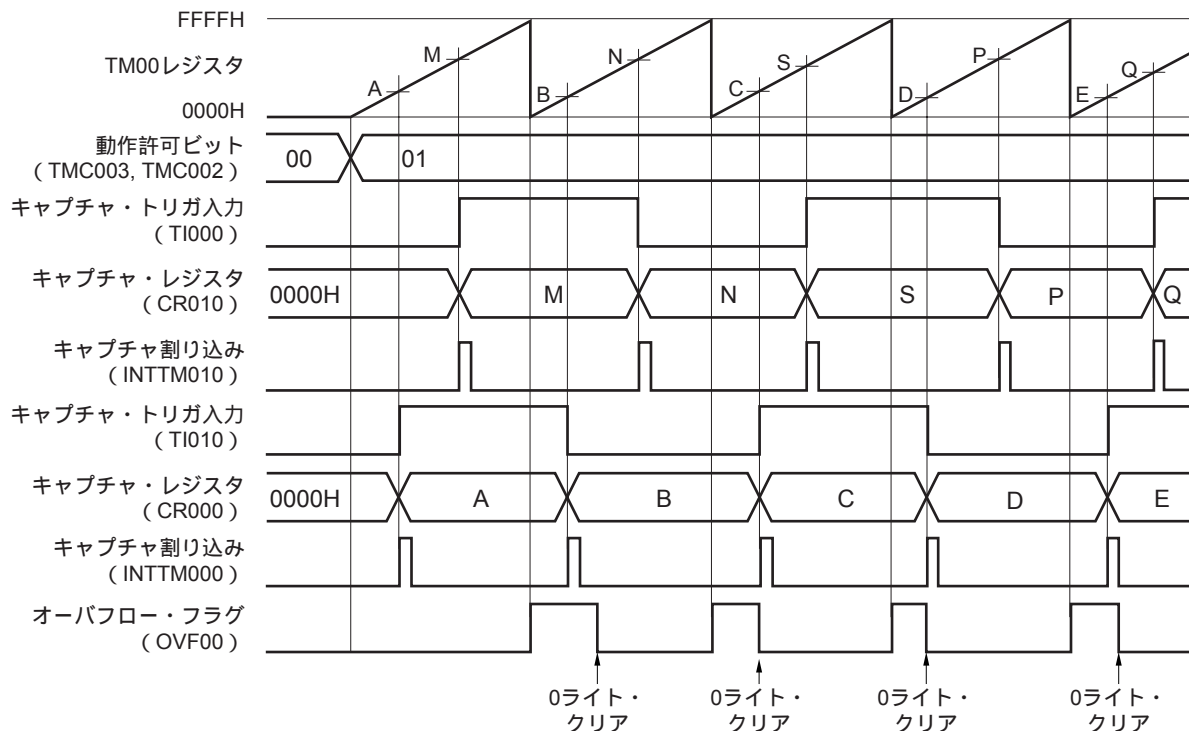 FFFFH
TM00レジスタ
0000H
A
M
B
N
C
S
D
P
E
Q
動作許可ビット
(TMC003, TMC002)
00
01
キャプチャ・トリガ入力
(TI000)
キャプチャ・レジスタ
(CR010)
0000H
M
N
S
P
Q
キャプチャ割り込み
(INTTM010)
キャプチャ・トリガ入力
(TI010)
キャプチャ・レジスタ
(CR000)
0000H
A
B
C
D
E
キャプチャ割り込み
(INTTM000)
オーバフロー・フラグ
(OVF00)
0ライト・
クリア
0ライト・
クリア
0ライト・
クリア
0ライト・
クリア